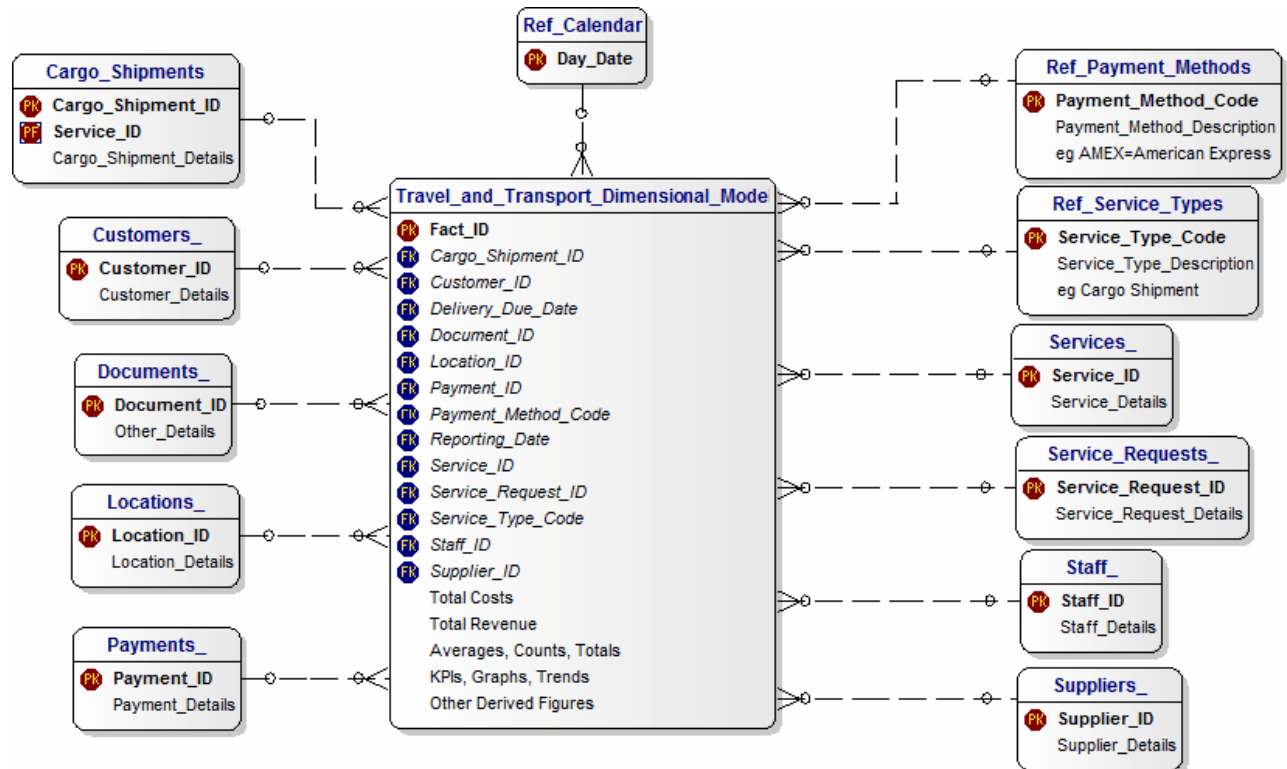 Ref_Calendar
PK Day_Date
Cargo_Shipments
PK Cargo_Shipment_ID
PF Service_ID
Cargo_Shipment_Details
Customers_
PK Customer_ID
Customer_Details
Documents_
PK Document_ID
Other_Details
Locations_
PK Location_ID
Location_Details
Payments_
PK Payment_ID
Payment_Details
Travel_and_Transport_Dimensional_Model
PK Fact_ID
FK Cargo_Shipment_ID
FK Customer_ID
FK Delivery_Due_Date
FK Document_ID
FK Location_ID
FK Payment_ID
FK Payment_Method_Code
FK Reporting_Date
FK Service_ID
FK Service_Request_ID
FK Service_Type_Code
FK Staff_ID
FK Supplier_ID
Total Costs
Total Revenue
Averages, Counts, Totals
KPIs, Graphs, Trends
Other Derived Figures
Ref_Payment_Methods
PK Payment_Method_Code
Payment_Method_Description
eg AMEX=American Express
Ref_Service_Types
PK Service_Type_Code
Service_Type_Description
eg Cargo Shipment
Services_
PK Service_ID
Service_Details
Service_Requests_
PK Service_Request_ID
Service_Request_Details
Staff_
PK Staff_ID
Staff_Details
Suppliers_
PK Supplier_ID
Supplier_Details